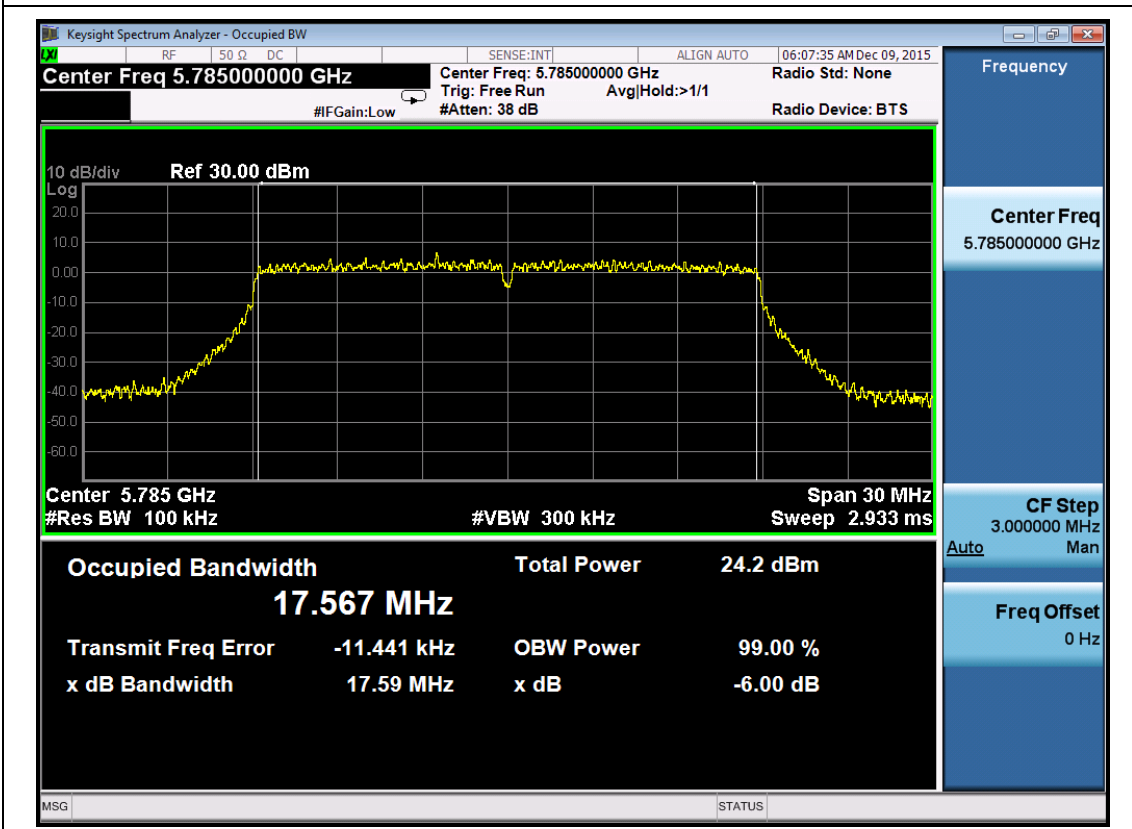 Keysight Spectrum Analyzer - Occupied BW
LXI RF 50 Ω DC SENSE:INT ALIGN AUTO 06:07:35 AM Dec 09, 2015
Center Freq 5.785000000 GHz
Center Freq: 5.785000000 GHz Radio Std: None
Trig: Free Run Avg|Hold:>1/1
#IFGain:Low #Atten: 38 dB Radio Device: BTS
10 dB/div Ref 30.00 dBm
Log
20.0
10.0
0.00
-10.0
-20.0
-30.0
-40.0
-50.0
-60.0
Center 5.785 GHz Span 30 MHz
#Res BW 100 kHz #VBW 300 kHz Sweep 2.933 ms
Occupied Bandwidth Total Power 24.2 dBm
17.567 MHz
Transmit Freq Error -11.441 kHz OBW Power 99.00 %
x dB Bandwidth 17.59 MHz x dB -6.00 dB
MSG STATUS
Frequency
Center Freq
5.785000000 GHz
CF Step
3.000000 MHz
Auto Man
Freq Offset
0 Hz